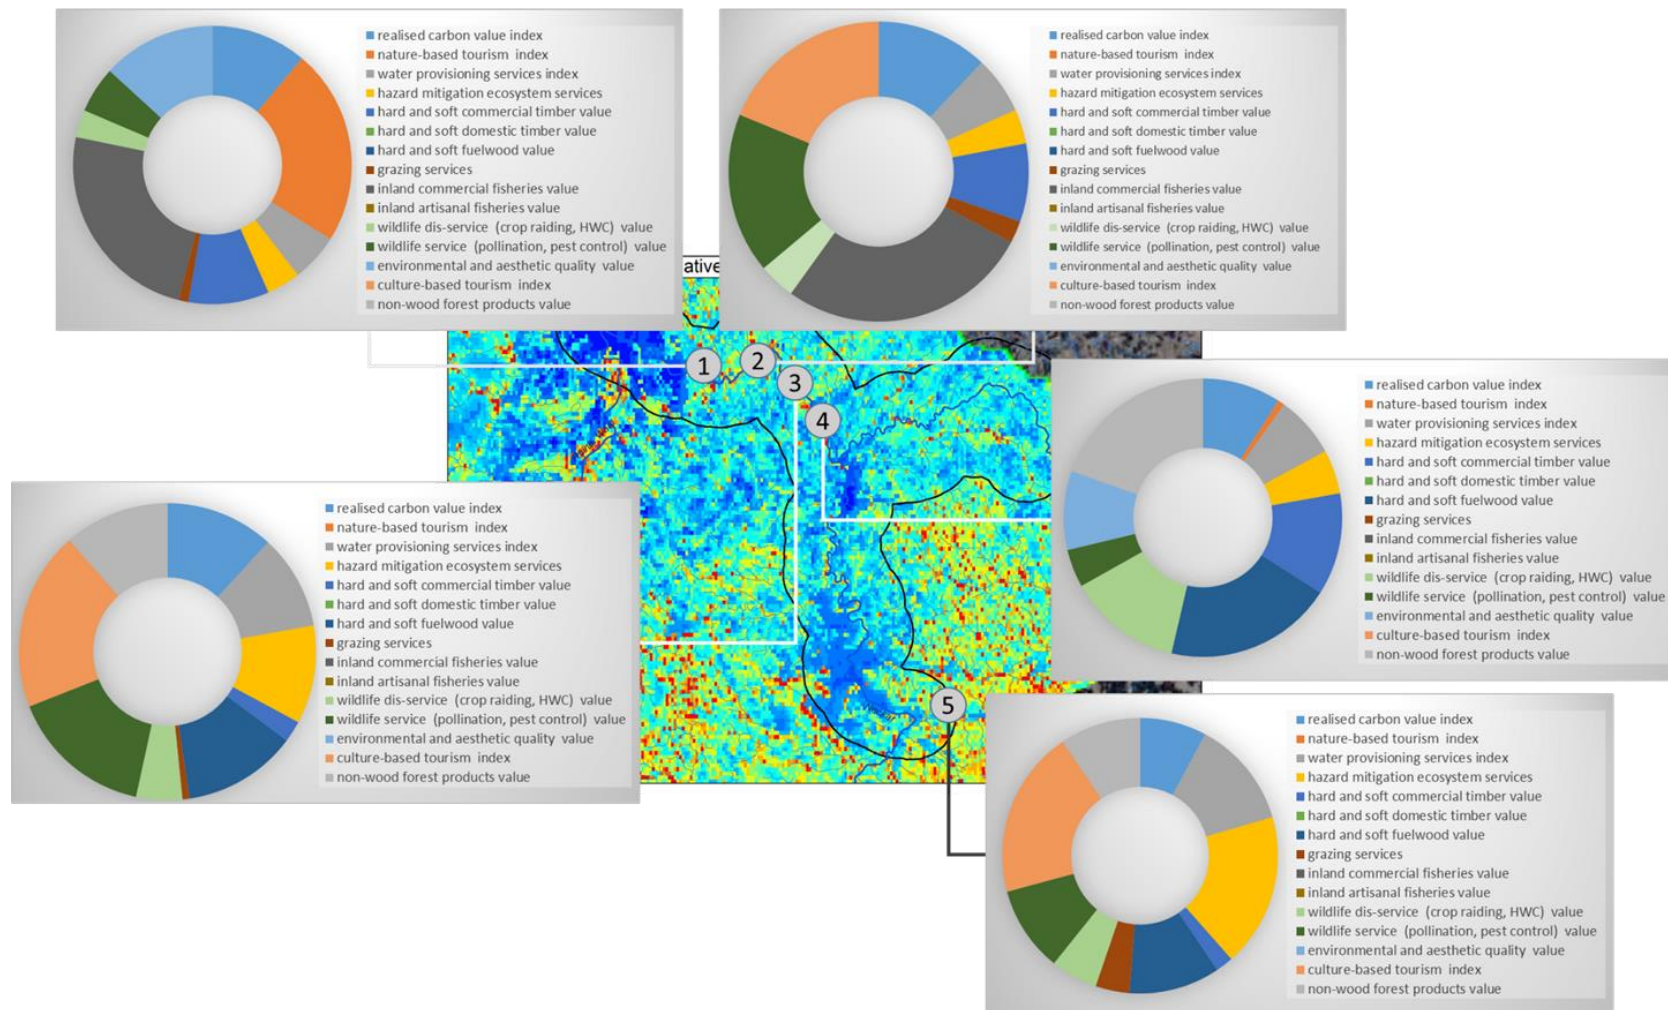 realised carbon value index
nature-based tourism index
water provisioning services index
hazard mitigation ecosystem services
hard and soft commercial timber value
hard and soft domestic timber value
hard and soft fuelwood value
grazing services
inland commercial fisheries value
inland artisanal fisheries value
wildlife dis-service (crop raiding, HWC) value
wildlife service (pollination, pest control) value
environmental and aesthetic quality value
culture-based tourism index
non-wood forest products value
realised carbon value index
nature-based tourism index
water provisioning services index
hazard mitigation ecosystem services
hard and soft commercial timber value
hard and soft domestic timber value
hard and soft fuelwood value
grazing services
inland commercial fisheries value
inland artisanal fisheries value
wildlife dis-service (crop raiding, HWC) value
wildlife service (pollination, pest control) value
environmental and aesthetic quality value
culture-based tourism index
non-wood forest products value
ative
1
2
3
4
5
realised carbon value index
nature-based tourism index
water provisioning services index
hazard mitigation ecosystem services
hard and soft commercial timber value
hard and soft domestic timber value
hard and soft fuelwood value
grazing services
inland commercial fisheries value
inland artisanal fisheries value
wildlife dis-service (crop raiding, HWC) value
wildlife service (pollination, pest control) value
environmental and aesthetic quality value
culture-based tourism index
non-wood forest products value
realised carbon value index
nature-based tourism index
water provisioning services index
hazard mitigation ecosystem services
hard and soft commercial timber value
hard and soft domestic timber value
hard and soft fuelwood value
grazing services
inland commercial fisheries value
inland artisanal fisheries value
wildlife dis-service (crop raiding, HWC) value
wildlife service (pollination, pest control) value
environmental and aesthetic quality value
culture-based tourism index
non-wood forest products value
realised carbon value index
nature-based tourism index
water provisioning services index
hazard mitigation ecosystem services
hard and soft commercial timber value
hard and soft domestic timber value
hard and soft fuelwood value
grazing services
inland commercial fisheries value
inland artisanal fisheries value
wildlife dis-service (crop raiding, HWC) value
wildlife service (pollination, pest control) value
environmental and aesthetic quality value
culture-based tourism index
non-wood forest products value